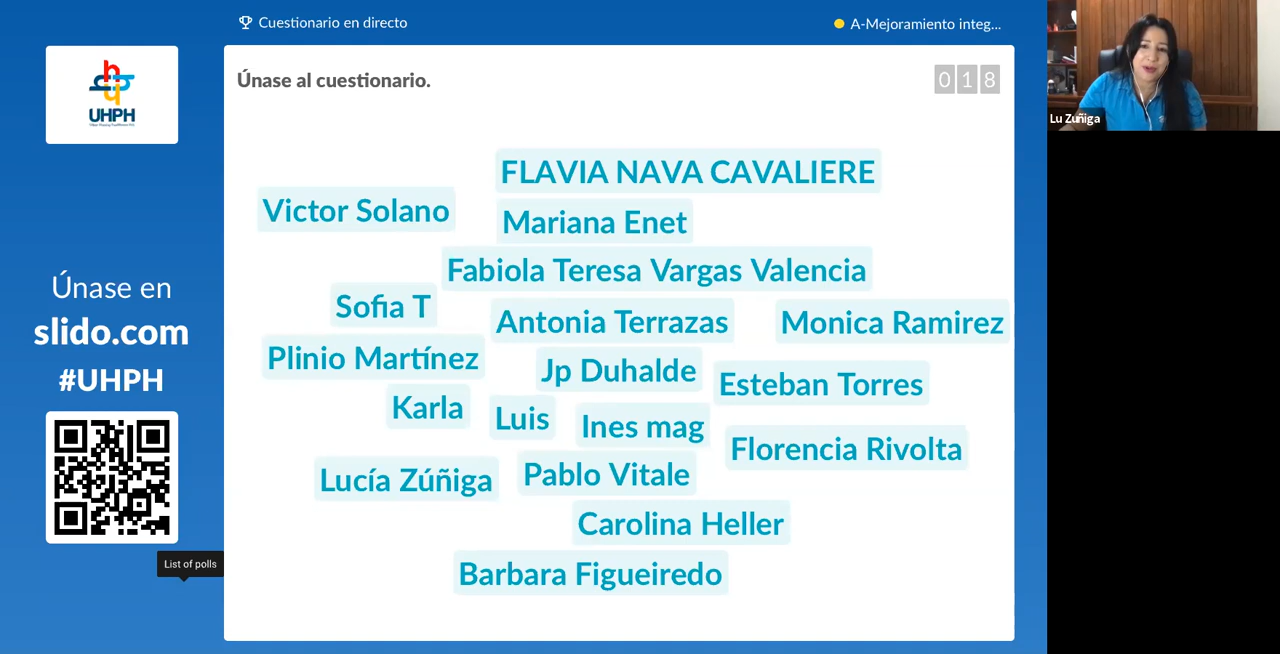 Cuestionario en directo
A-Mejoramiento integ...
UHPH
Únase al cuestionario.
018
Lu Zuñiga
FLAVIA NAVA CAVALIERE
Victor Solano
Mariana Enet
Fabiola Teresa Vargas Valencia
Sofia T
Antonia Terrazas
Monica Ramirez
Plinio Martínez
Jp Duhalde
Esteban Torres
Karla
Luis
Ines mag
Florencia Rivolta
Lucía Zúñiga
Pablo Vitale
Carolina Heller
Barbara Figueiredo
Únase en
slido.com
#UHPH
List of polls